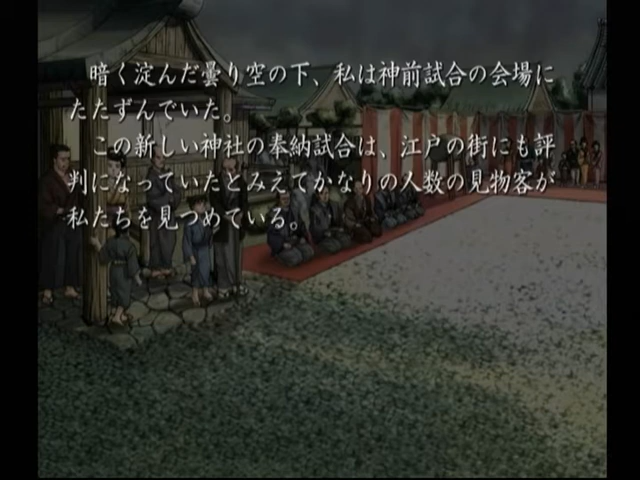 暗く淀んだ曇り空の下、私は神前試合の会場に
たたずんでいた。
この新しい神社の奉納試合は、江戸の街にも評
判になっていたとみえてかなりの人数の見物客が
私たちを見つめている。